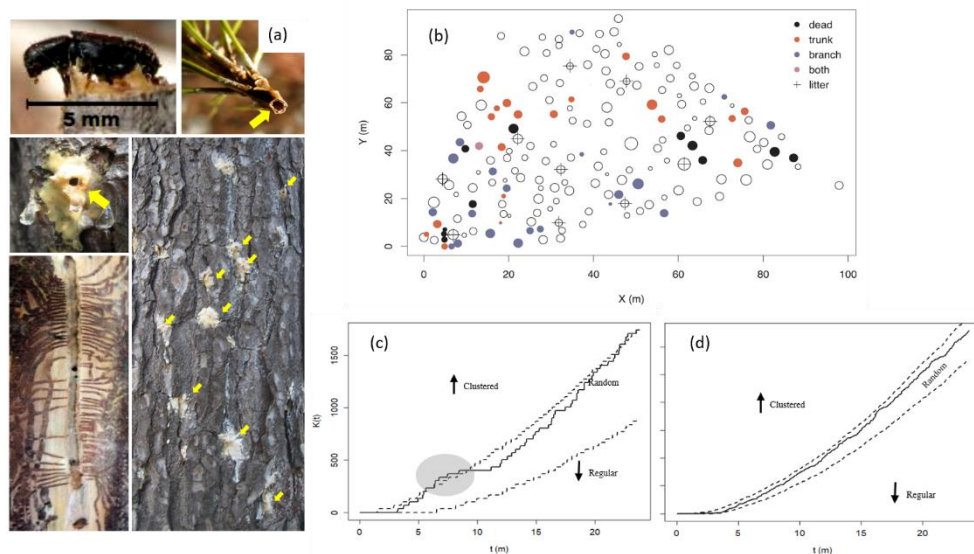 (a)
5 mm
(b)
80
60
40
20
0
Y (m)
0 20 40 60 80 100
X (m)
dead
trunk
branch
both
litter
(c)
Clustered
Random
Regular
1500
1000
500
0
K(t)
0 5 10 15 20
t (m)
(d)
Clustered
Random
Regular
0 5 10 15 20
t (m)